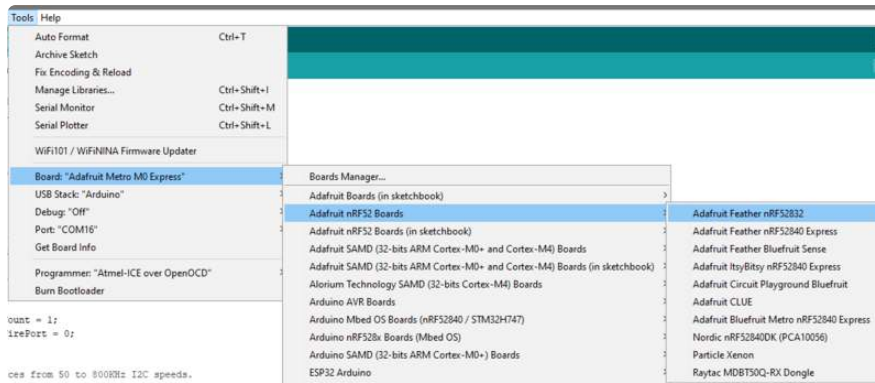 Tools Help
Auto Format Ctrl+T
Archive Sketch
Fix Encoding & Reload
Manage Libraries... Ctrl+Shift+I
Serial Monitor Ctrl+Shift+M
Serial Plotter Ctrl+Shift+L
WiFi101 / WiFiNINA Firmware Updater
Board: "Adafruit Metro M0 Express"
USB Stack: "Arduino"
Debug: "Off"
Port: "COM16"
Get Board Info
Programmer: "Atmel-ICE over OpenOCD"
Burn Bootloader
Boards Manager...
Adafruit Boards (in sketchbook)
Adafruit nRF52 Boards
Adafruit nRF52 Boards (in sketchbook)
Adafruit SAMD (32-bits ARM Cortex-M0+ and Cortex-M4) Boards
Adafruit SAMD (32-bits ARM Cortex-M0+ and Cortex-M4) Boards (in sketchbook)
Alorium Technology SAMD (32-bits Cortex-M4) Boards
Arduino AVR Boards
Arduino Mbed OS Boards (nRF52840 / STM32H747)
Arduino nRF528x Boards (Mbed OS)
Arduino SAMD (32-bits ARM Cortex-M0+) Boards
ESP32 Arduino
Adafruit Feather nRF52832
Adafruit Feather nRF52840 Express
Adafruit Feather Bluefruit Sense
Adafruit ItsyBitsy nRF52840 Express
Adafruit Circuit Playground Bluefruit
Adafruit CLUE
Adafruit Bluefruit Metro nRF52840 Express
Nordic nRF52840DK (PCA10056)
Particle Xenon
Raytac MDBT50Q-RX Dongle
ount = 1;
irePort = 0;
ces from 50 to 800KHz I2C speeds.